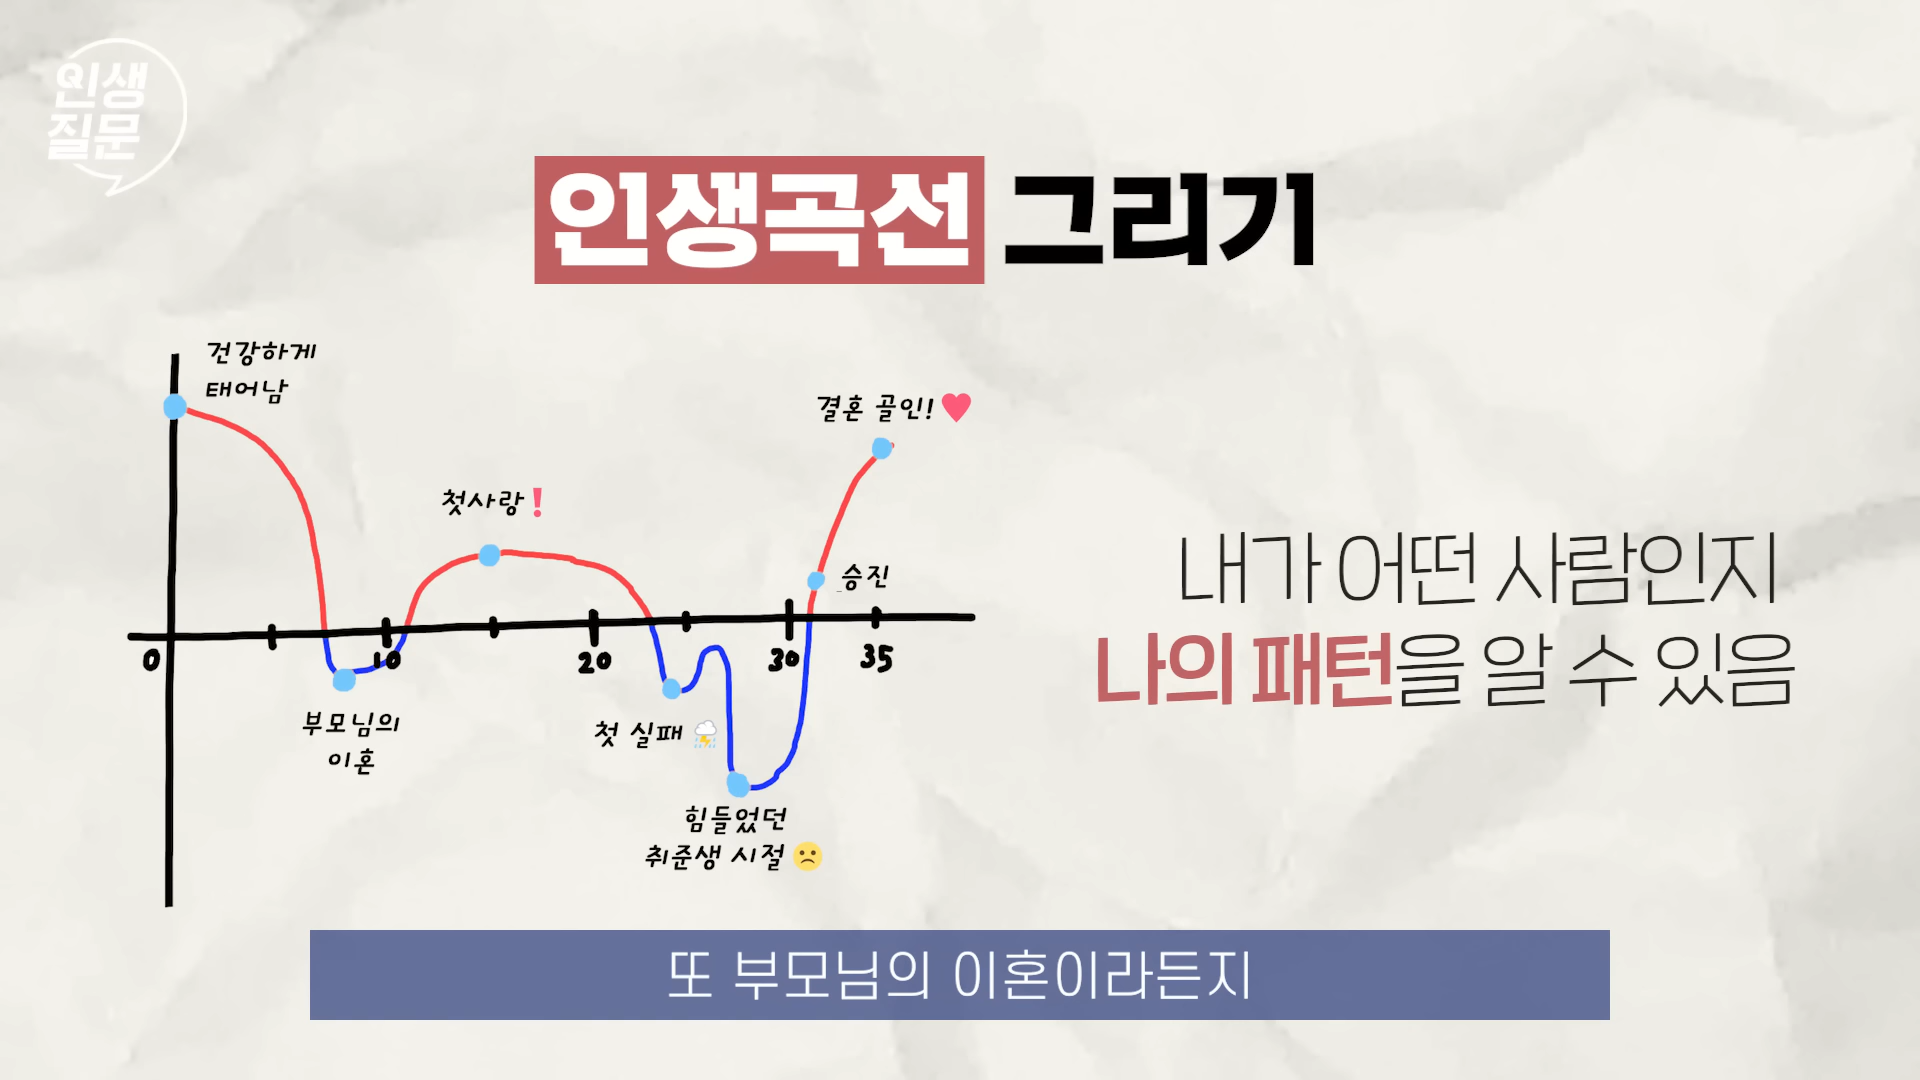 인생
질문
인생곡선 그리기
건강하게
태어남
결혼 골인!
첫사랑
승진
내가 어떤 사람인지
나의 패턴을 알 수 있음
0 10 20 30 35
부모님의
이혼
첫 실패
힘들었던
취준생 시절
또 부모님의 이혼이라든지